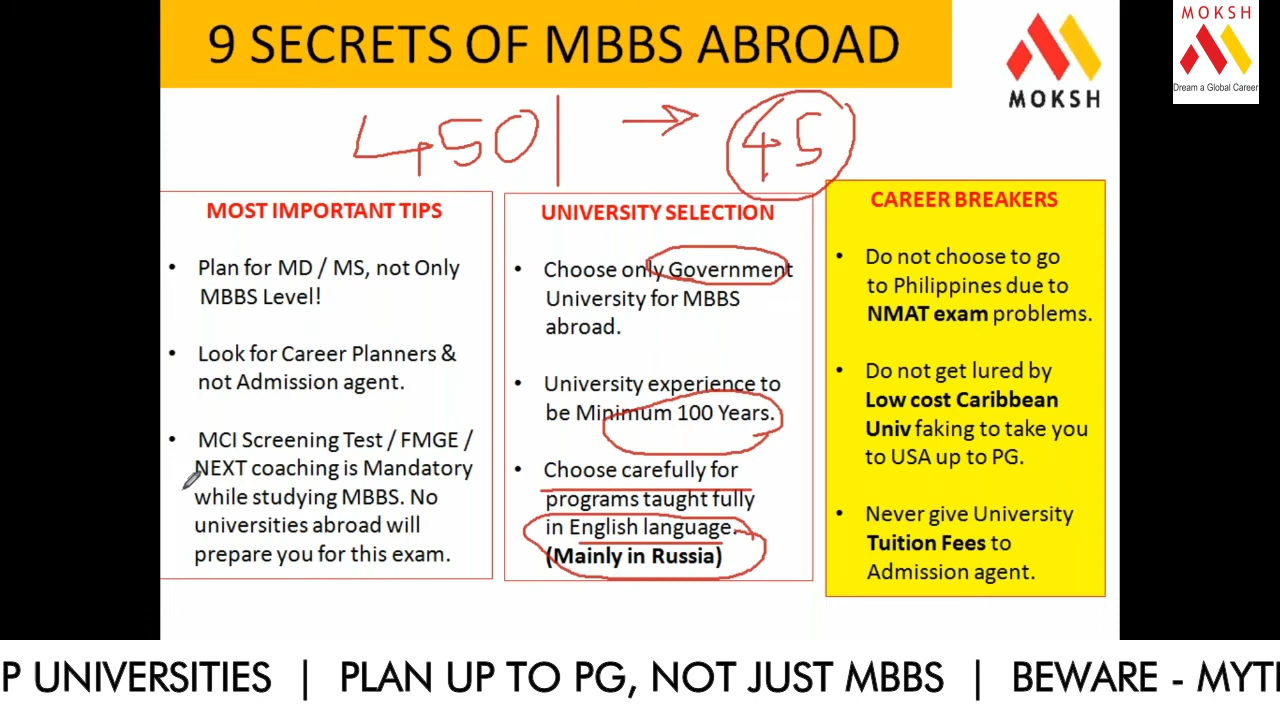 9 SECRETS OF MBBS ABROAD
MOKSH
MOKSH
Dream a Global Career
450 | → 45
MOST IMPORTANT TIPS
• Plan for MD / MS, not Only
MBBS Level!
• Look for Career Planners &
not Admission agent.
• MCI Screening Test / FMGE /
NEXT coaching is Mandatory
while studying MBBS. No
universities abroad will
prepare you for this exam.
UNIVERSITY SELECTION
• Choose only Government
University for MBBS
abroad.
• University experience to
be Minimum 100 Years.
• Choose carefully for
programs taught fully
in English language.
(Mainly in Russia)
CAREER BREAKERS
• Do not choose to go
to Philippines due to
NMAT exam problems.
• Do not get lured by
Low cost Caribbean
Univ faking to take you
to USA up to PG.
• Never give University
Tuition Fees to
Admission agent.
P UNIVERSITIES | PLAN UP TO PG, NOT JUST MBBS | BEWARE - MYTH